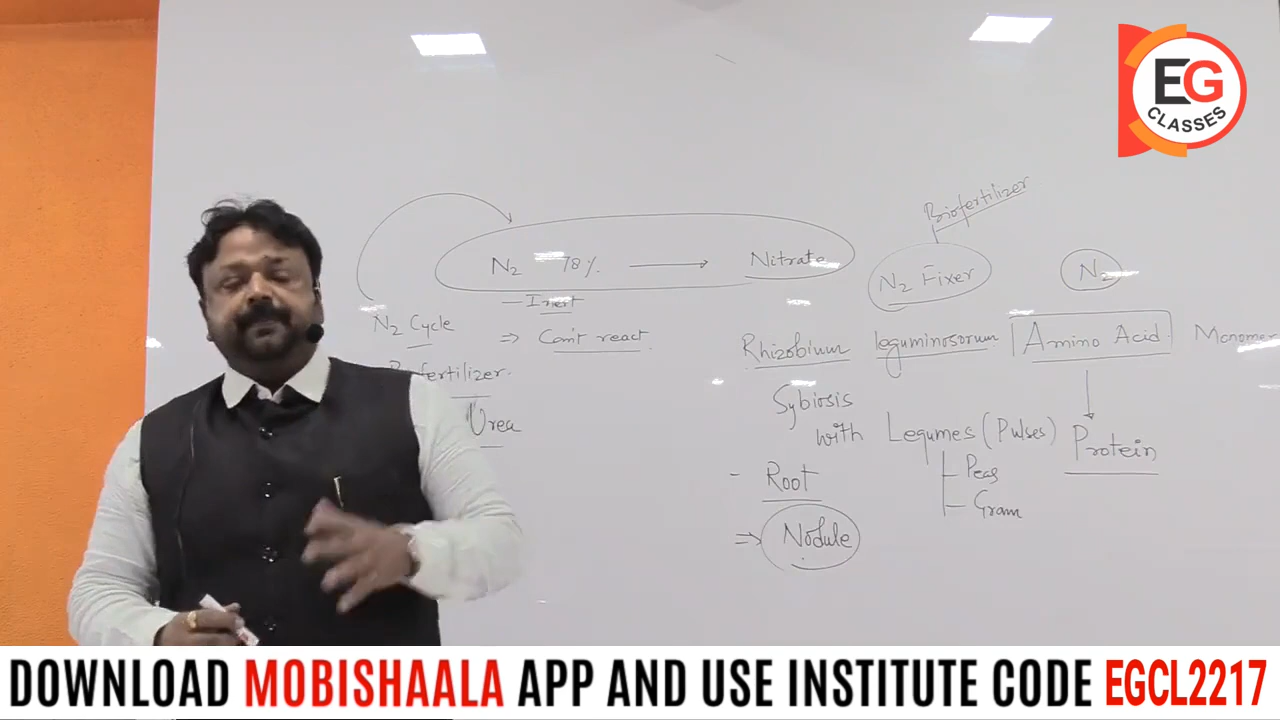 EG
CLASSES
Biofertilizer
N2 78% → Nitrate
N2 Fixer
N2
- Inert
N2 Cycle
⇒ Can't react
Rhizobium leguminosorum
Amino Acid
Monomer
fertilizer.
Urea
Sybiosis
with Legumes (Pulses)
Protein
- Root
Peas
Gram
⇒ Nodule
DOWNLOAD MOBISHAALA APP AND USE INSTITUTE CODE EGCL2217